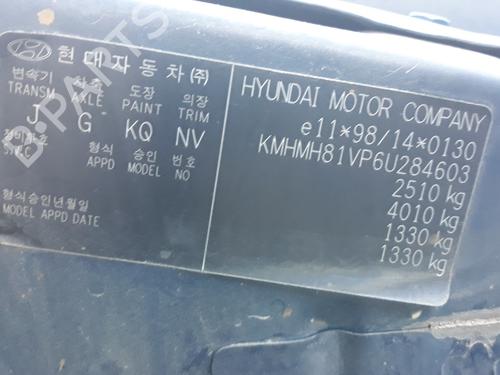 현대자동차(주)
변속기 차축 도장 의장
TRANSM. AXLE PAINT TRIM
J G KQ NV
형식 승인 번호
APPD MODEL NO
형식승인년월일
MODEL APPD DATE
HYUNDAI MOTOR COMPANY
e11*98/14*0130
KMHMH81VP6U284603
2510 kg
4010 kg
1330 kg
1330 kg
B-PARTS